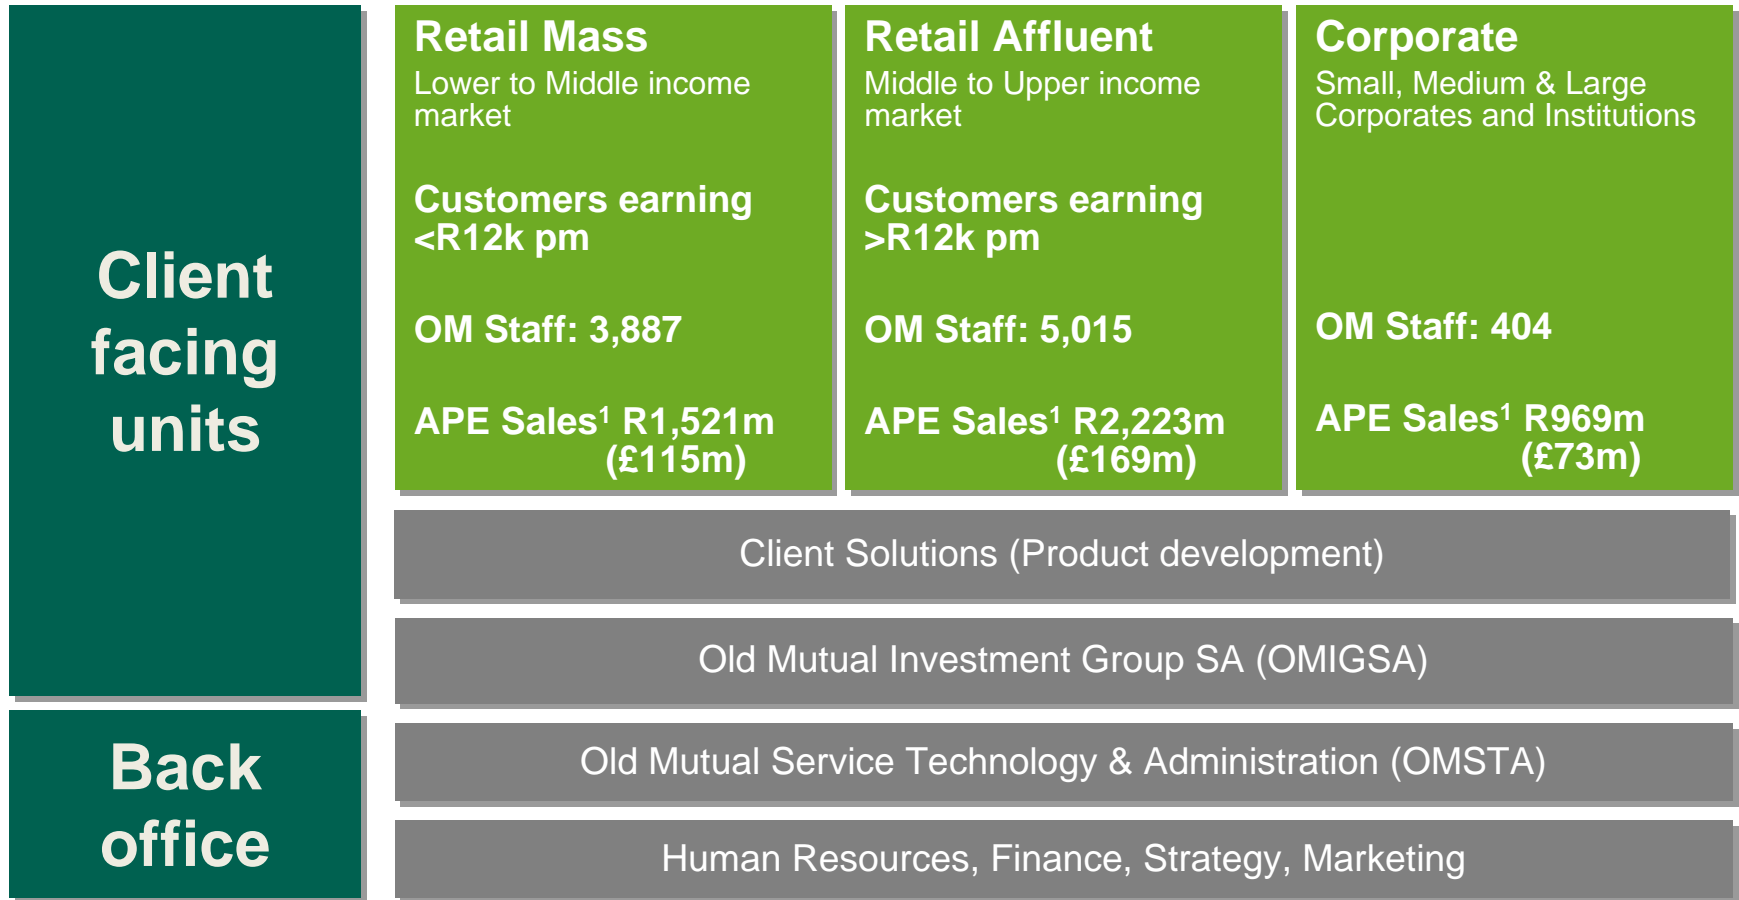 Client
facing
units
Retail Mass
Lower to Middle income
market
Customers earning
<R12k pm
OM Staff: 3,887
APE Sales¹ R1,521m
(£115m)
Retail Affluent
Middle to Upper income
market
Customers earning
>R12k pm
OM Staff: 5,015
APE Sales¹ R2,223m
(£169m)
Corporate
Small, Medium & Large
Corporates and Institutions
OM Staff: 404
APE Sales¹ R969m
(£73m)
Client Solutions (Product development)
Old Mutual Investment Group SA (OMIGSA)
Back
office
Old Mutual Service Technology & Administration (OMSTA)
Human Resources, Finance, Strategy, Marketing